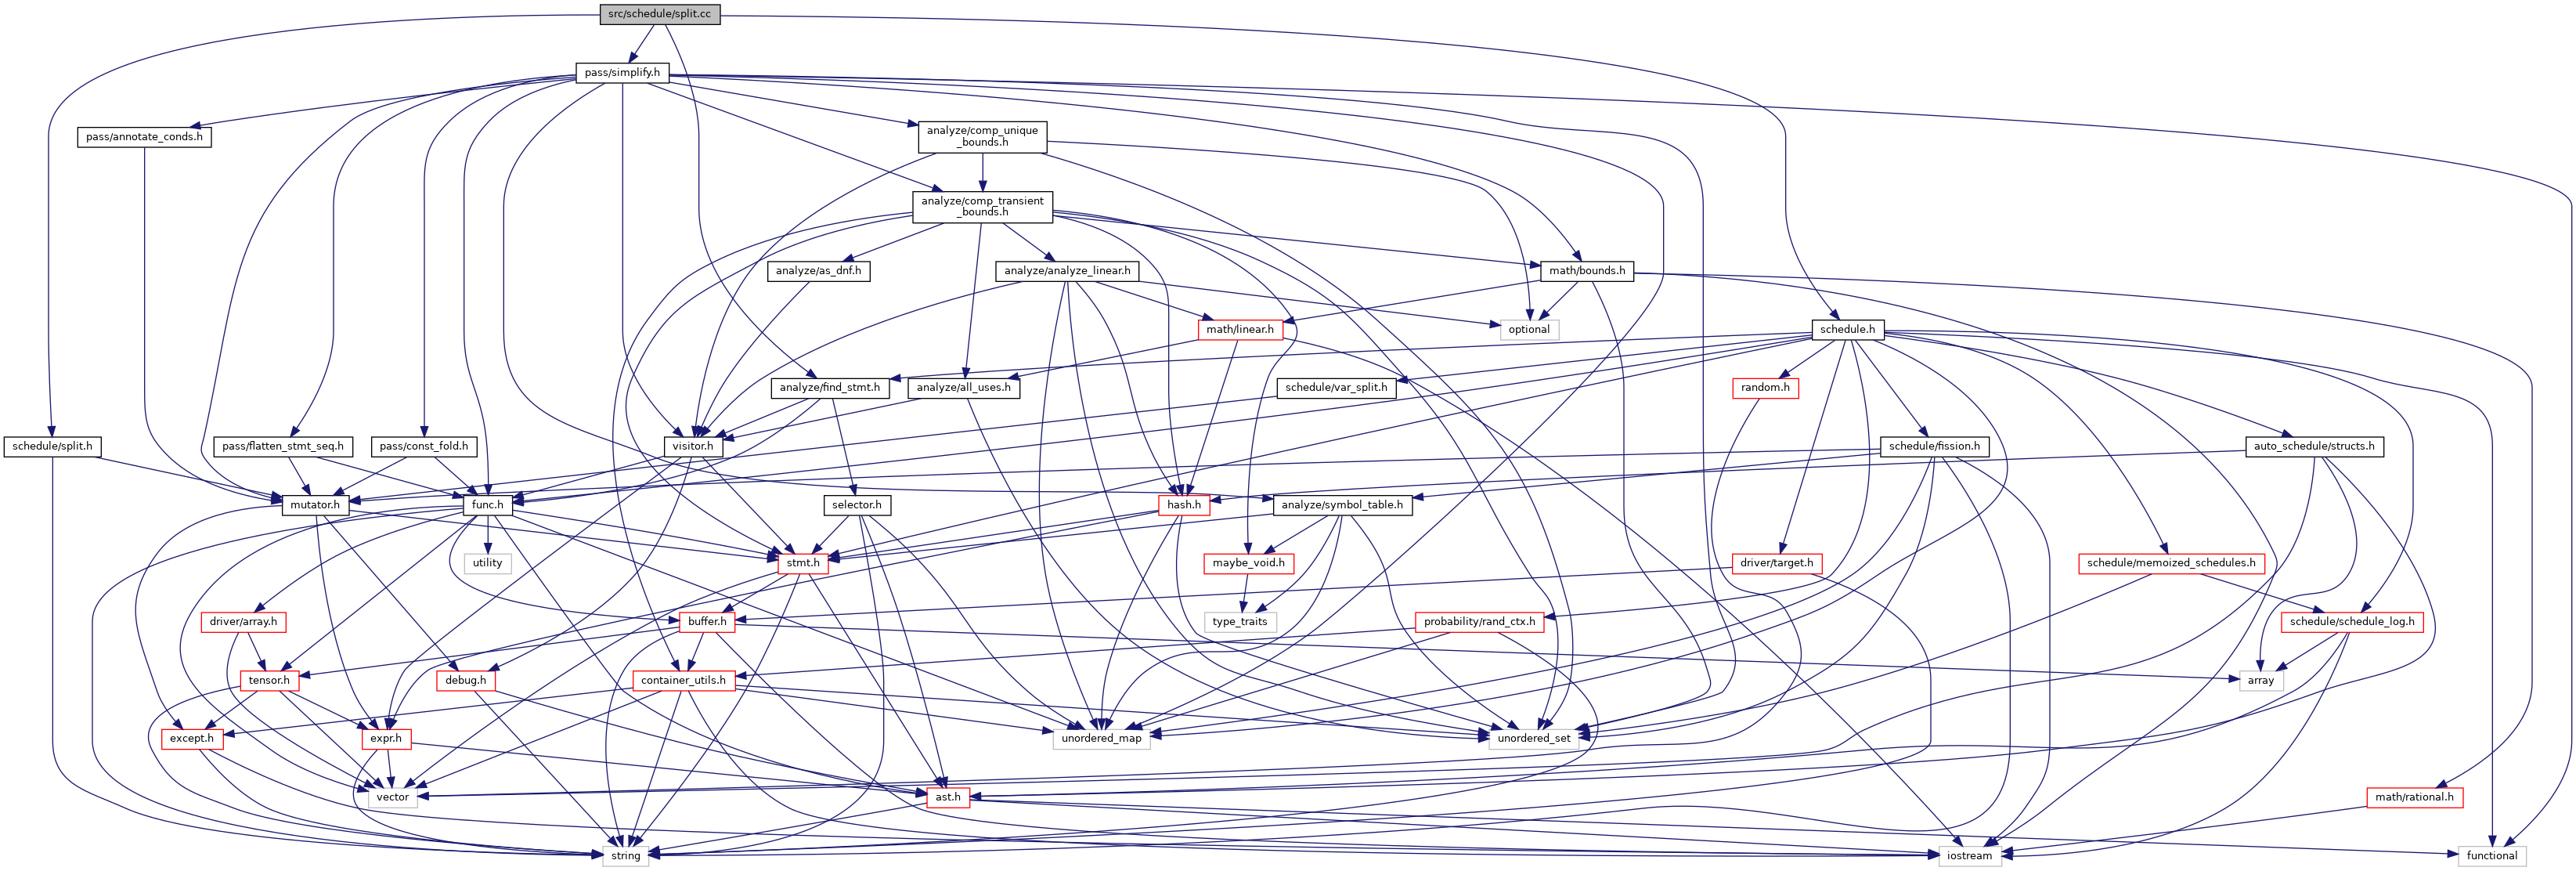 src/schedule/split.cc
pass/simplify.h
pass/annotate_conds.h
analyze/comp_unique
_bounds.h
analyze/comp_transient
_bounds.h
analyze/as_dnf.h
analyze/analyze_linear.h
math/bounds.h
math/linear.h
optional
schedule.h
analyze/find_stmt.h
analyze/all_uses.h
schedule/var_split.h
random.h
schedule/split.h
pass/flatten_stmt_seq.h
pass/const_fold.h
visitor.h
schedule/fission.h
auto_schedule/structs.h
mutator.h
func.h
selector.h
hash.h
analyze/symbol_table.h
utility
stmt.h
maybe_void.h
driver/target.h
schedule/memoized_schedules.h
driver/array.h
buffer.h
type_traits
probability/rand_ctx.h
schedule/schedule_log.h
tensor.h
debug.h
container_utils.h
array
except.h
expr.h
unordered_map
unordered_set
vector
ast.h
math/rational.h
string
iostream
functional